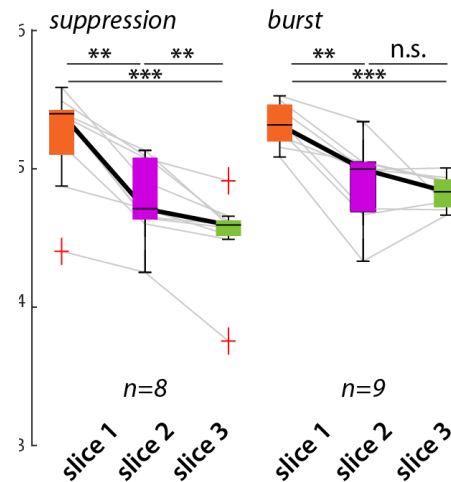 6 suppression burst
** ** ** n.s.
*** ***
5
4
n=8 n=9
3
slice 1 slice 2 slice 3 slice 1 slice 2 slice 3